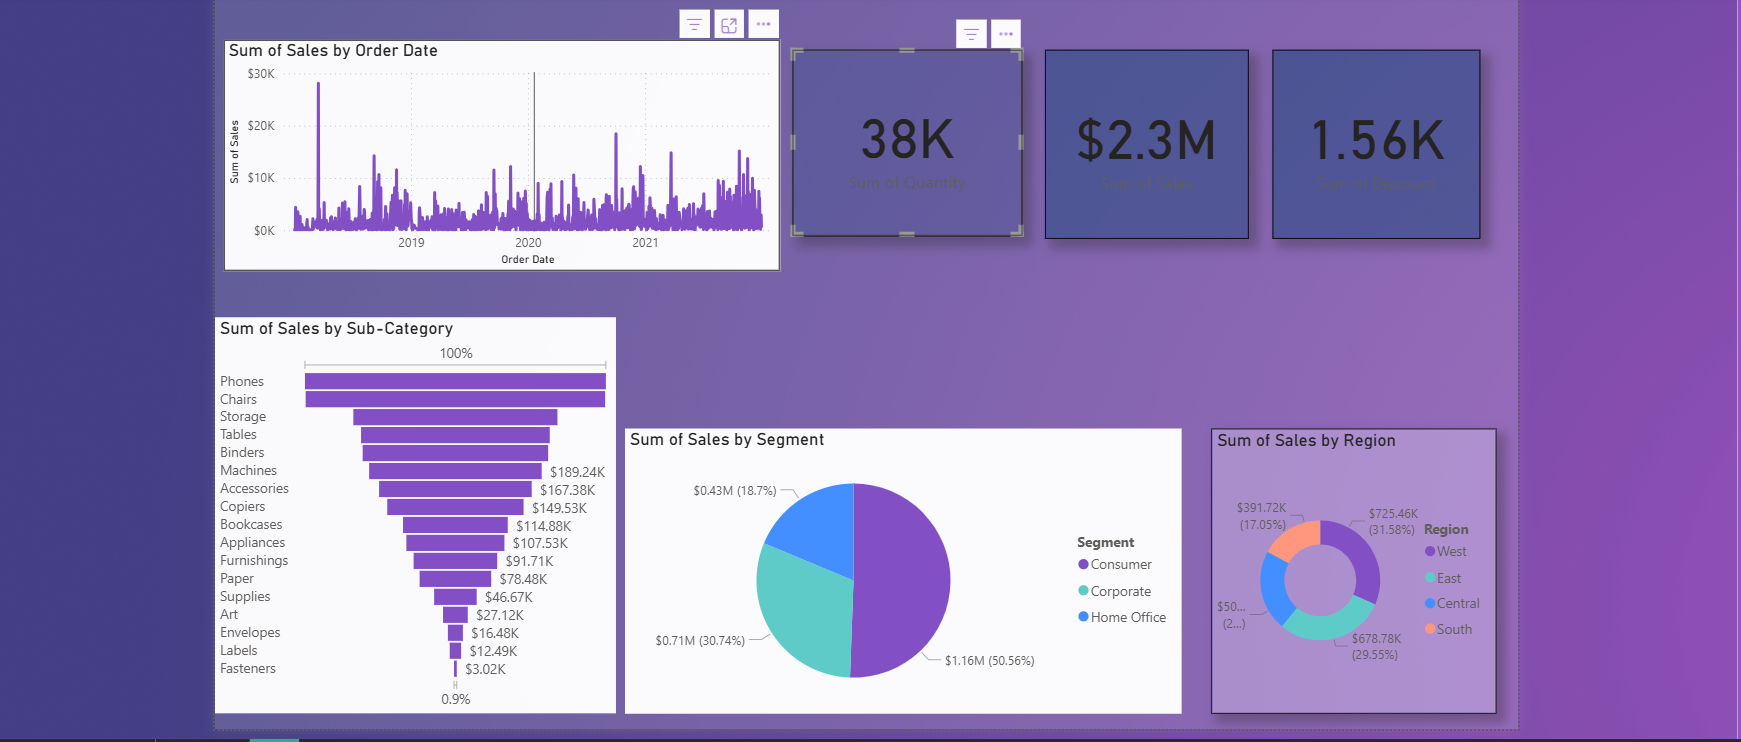 Sum of Sales by Order Date
$30K
$20K
$10K
$0K
Sum of Sales
2019
2020
2021
Order Date
38K
Sum of Quantity
$2.3M
Sum of Sales
1.56K
Sum of Discount
Sum of Sales by Sub-Category
100%
Phones
Chairs
Storage
Tables
Binders
Machines $189.24K
Accessories $167.38K
Copiers $149.53K
Bookcases $114.88K
Appliances $107.53K
Furnishings $91.71K
Paper $78.48K
Supplies $46.67K
Art $27.12K
Envelopes $16.48K
Labels $12.49K
Fasteners $3.02K
0.9%
Sum of Sales by Segment
$0.43M (18.7%)
$0.71M (30.74%)
$1.16M (50.56%)
Segment
Consumer
Corporate
Home Office
Sum of Sales by Region
$391.72K
(17.05%)
$725.46K
(31.58%)
$50...
(2...)
$678.78K
(29.55%)
Region
West
East
Central
South